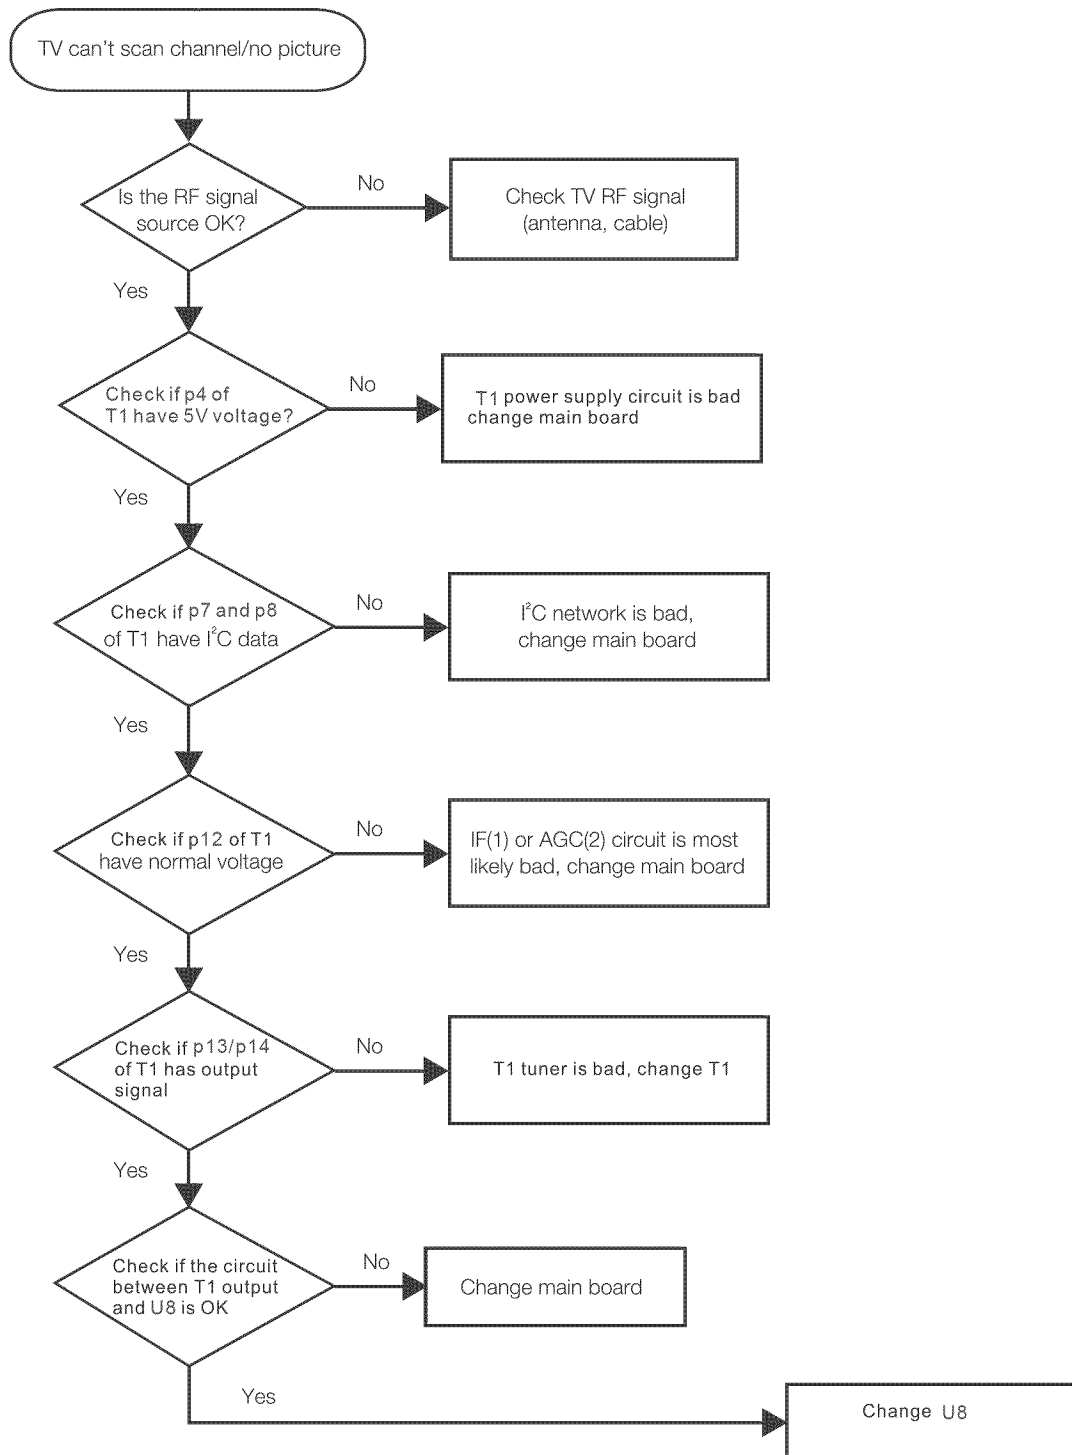 TV can't scan channel/no picture
Is the RF signal
source OK?
No
Check TV RF signal
(antenna, cable)
Yes
Check if p4 of
T1 have 5V voltage?
No
T1 power supply circuit is bad
change main board
Yes
Check if p7 and p8
of T1 have I²C data
No
I²C network is bad,
change main board
Yes
Check if p12 of T1
have normal voltage
No
IF(1) or AGC(2) circuit is most
likely bad, change main board
Yes
Check if p13/p14
of T1 has output
signal
No
T1 tuner is bad, change T1
Yes
Check if the circuit
between T1 output
and U8 is OK
No
Change main board
Yes
Change U8